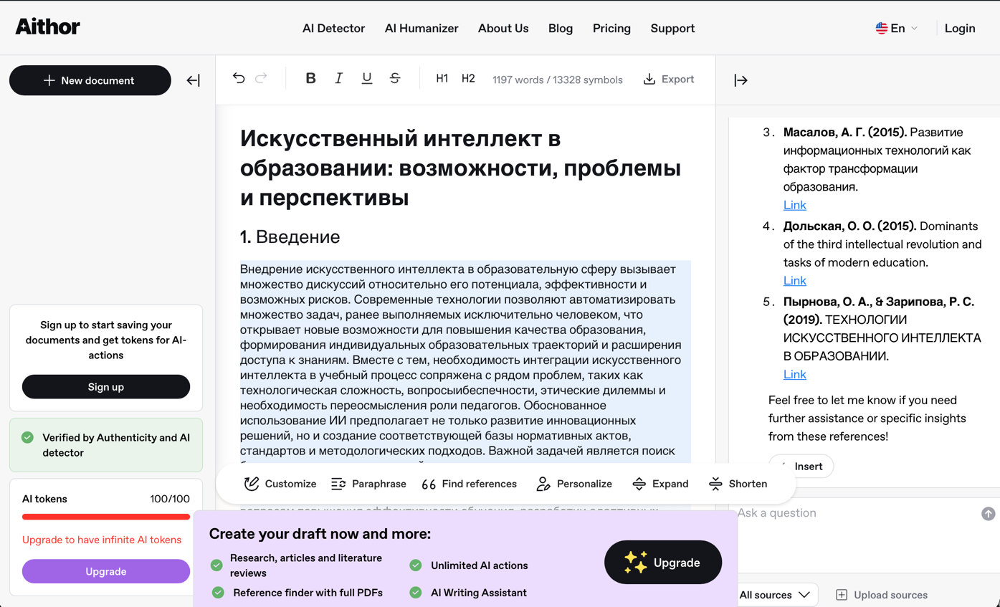 Aithor
AI Detector
AI Humanizer
About Us
Blog
Pricing
Support
En
Login
New document
B I U S
H1 H2
1197 words / 13328 symbols
Export
Sign up to start saving your
documents and get tokens for AI-
actions
Sign up
Verified by Authenticity and AI
detector
AI tokens 100/100
Upgrade to have infinite AI tokens
Upgrade
Искусственный интеллект в
образовании: возможности, проблемы
и перспективы
1. Введение
Внедрение искусственного интеллекта в образовательную сферу вызывает
множество дискуссий относительно его потенциала, эффективности и
возможных рисков. Современные технологии позволяют автоматизировать
множество задач, ранее выполняемых исключительно человеком, что
открывает новые возможности для повышения качества образования,
формирования индивидуальных образовательных траекторий и расширения
доступа к знаниям. Вместе с тем, необходимость интеграции искусственного
интеллекта в учебный процесс сопряжена с рядом проблем, таких как
технологическая сложность, вопросыибеспечности, этические дилеммы и
необходимость переосмысления роли педагогов. Обоснованное
использование ИИ предполагает не только развитие инновационных
решений, но и создание соответствующей базы нормативных актов,
стандартов и методологических подходов. Важной задачей является поиск
Customize
Paraphrase
Find references
Personalize
Expand
Shorten
Create your draft now and more:
Research, articles and literature
reviews
Unlimited AI actions
Reference finder with full PDFs
AI Writing Assistant
Upgrade
3. Масалов, А. Г. (2015). Развитие
информационных технологий как
фактор трансформации
образования.
Link
4. Дольская, О. О. (2015). Dominants
of the third intellectual revolution and
tasks of modern education.
Link
5. Пырнова, О. А., & Зарипова, Р. С.
(2019). ТЕХНОЛОГИИ
ИСКУССТВЕННОГО ИНТЕЛЛЕКТА
В ОБРАЗОВАНИИ.
Link
Feel free to let me know if you need
further assistance or specific insights
from these references!
Insert
Ask a question
All sources
Upload sources